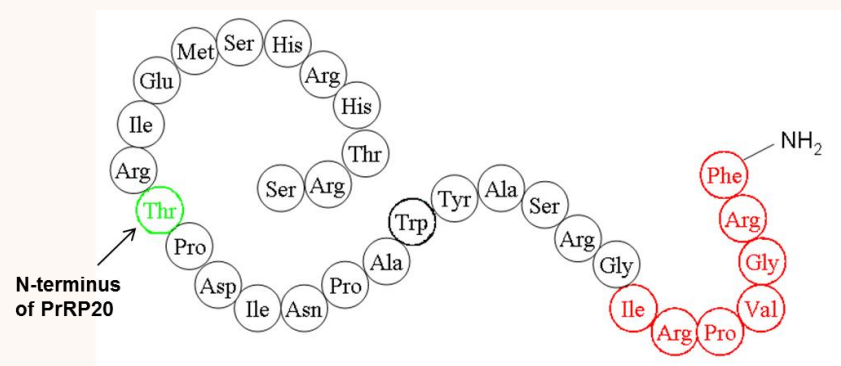 Ser Arg Thr His Arg His Ser Met Glu Ile Arg Thr Pro Asp Ile Asn Pro Ala Trp Tyr Ala Ser Arg Gly Ile Arg Pro Val Gly Arg Phe NH₂
N-terminus
of PrRP20